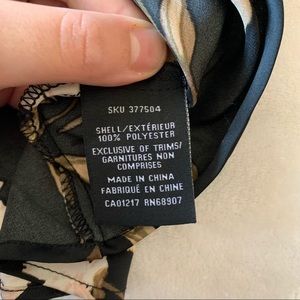 SKU 377504
SHELL/EXTÉRIEUR
100% POLYESTER
EXCLUSIVE OF TRIMS/
GARNITURES NON
COMPRISES
MADE IN CHINA
FABRIQUÉ EN CHINE
CA01217 RN68907